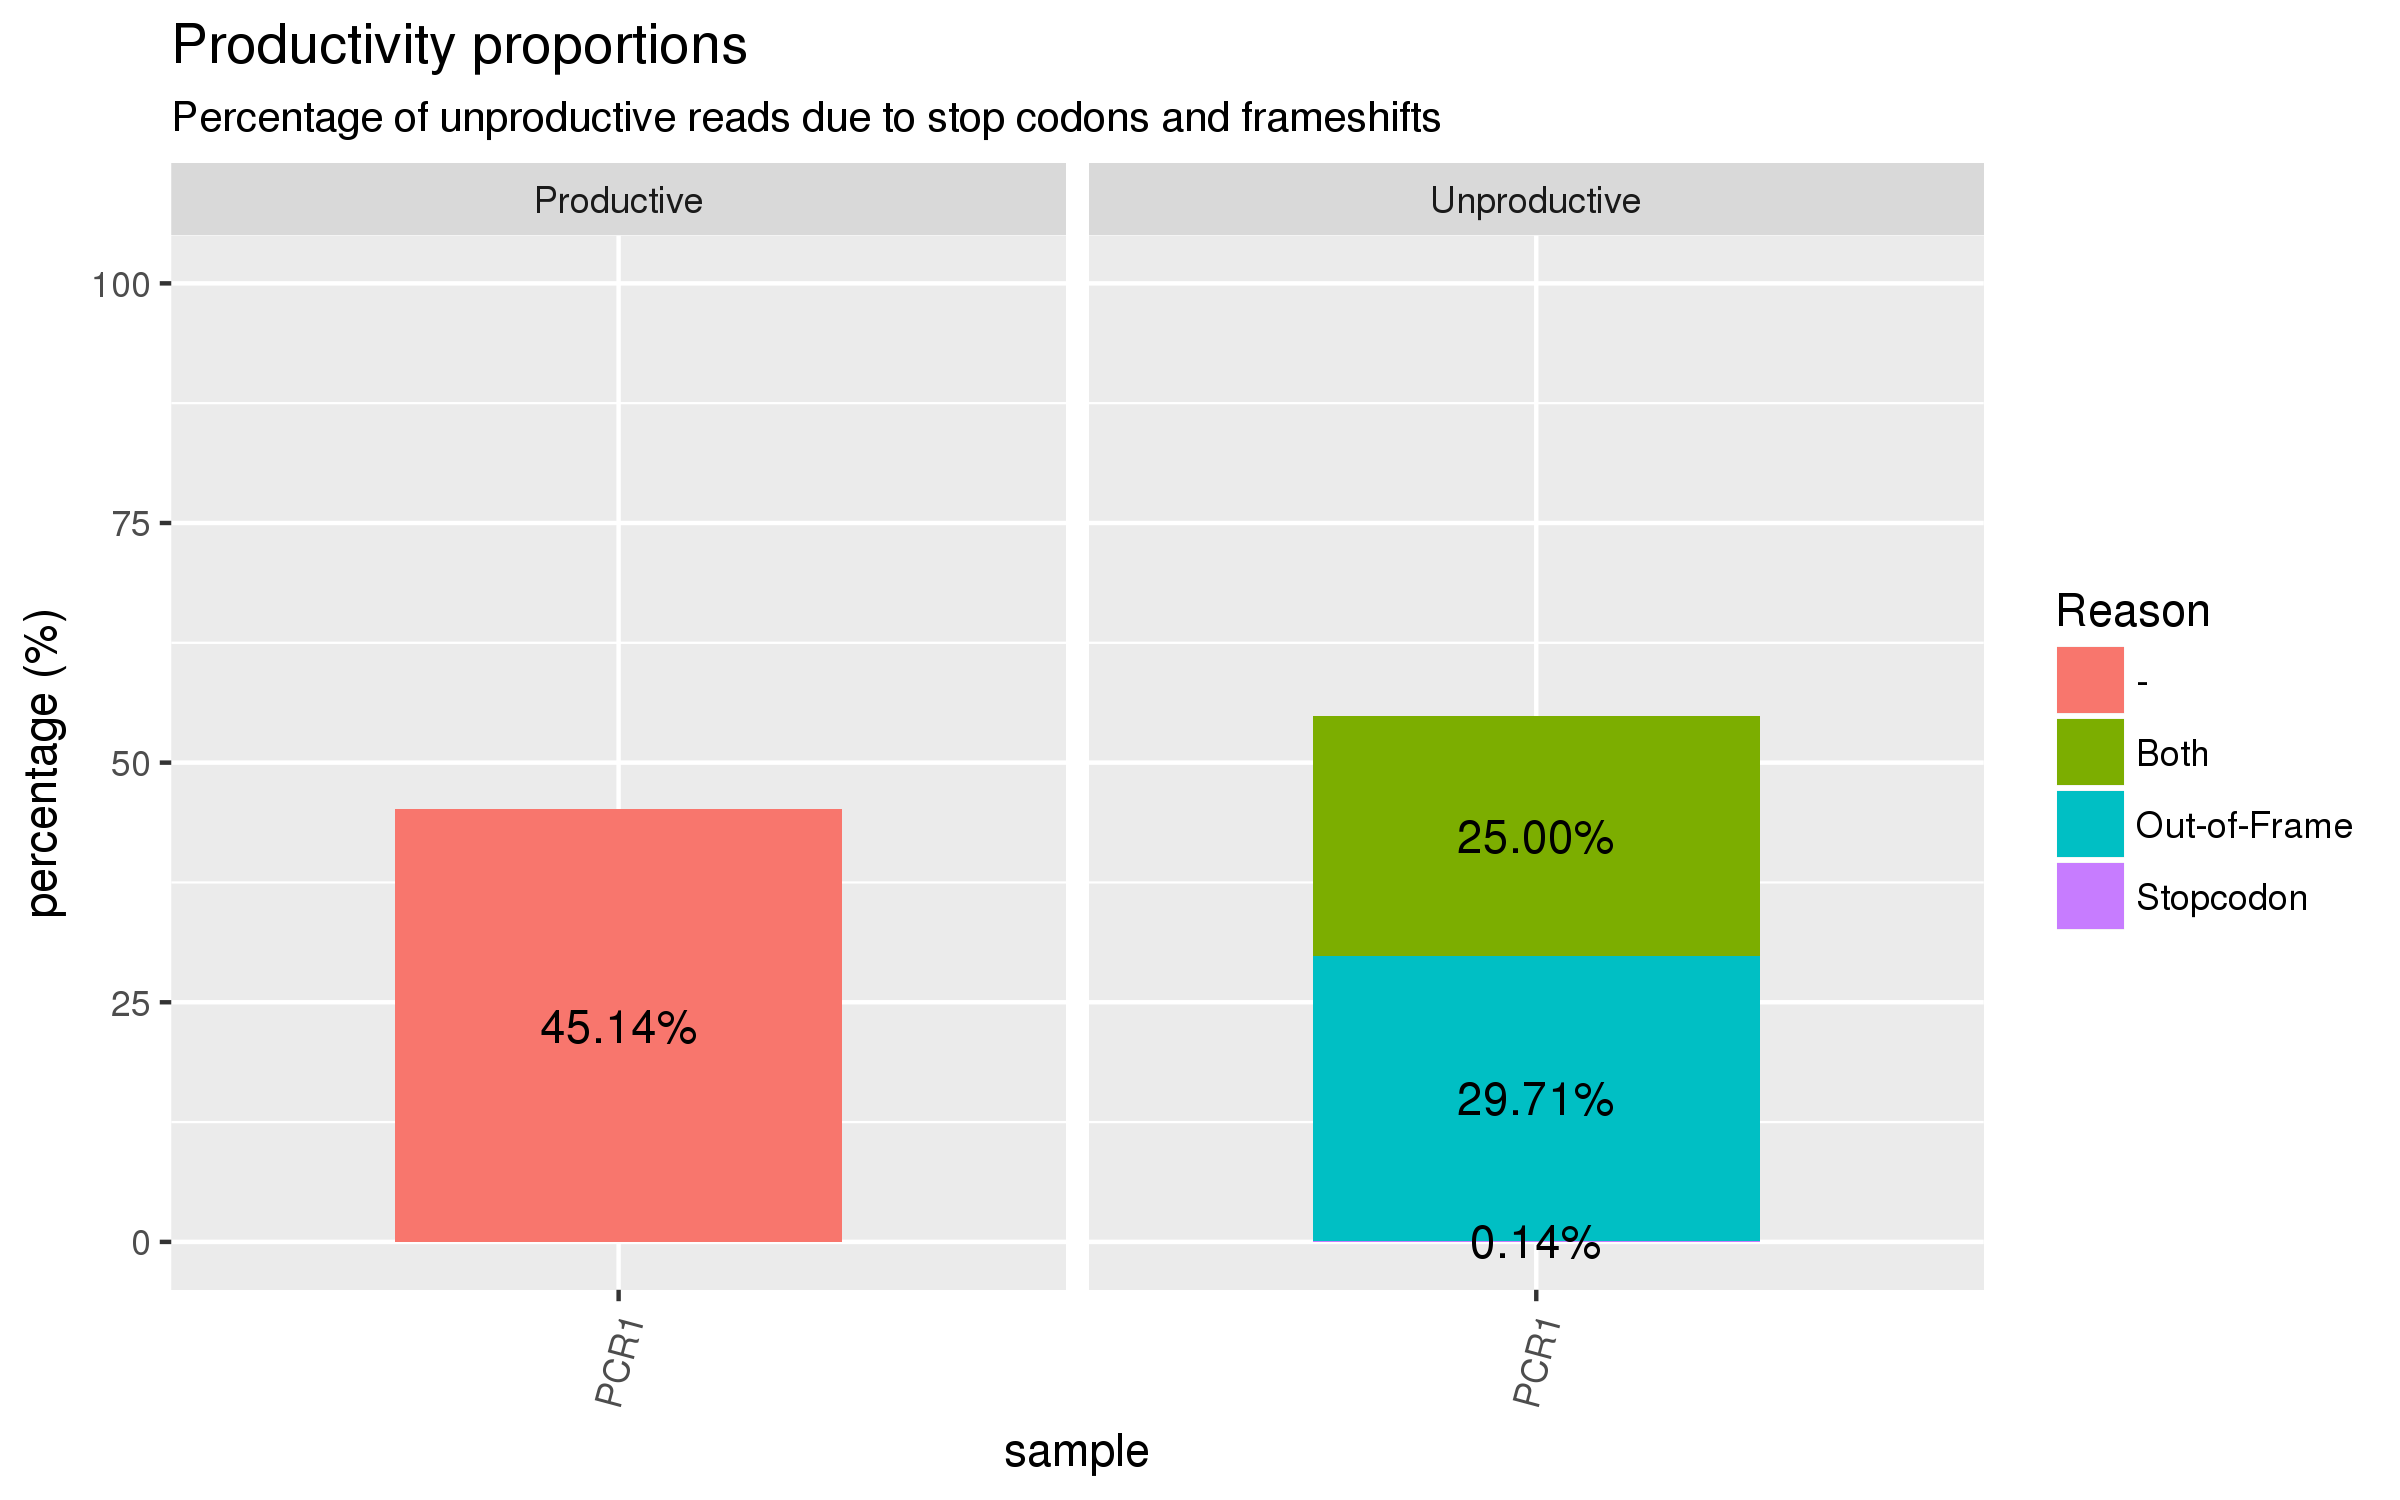 Productivity proportions
Percentage of unproductive reads due to stop codons and frameshifts
Productive
Unproductive
100
75
50
25
0
percentage (%)
45.14%
25.00%
29.71%
0.14%
PCR1
PCR1
sample
Reason
-
Both
Out-of-Frame
Stopcodon